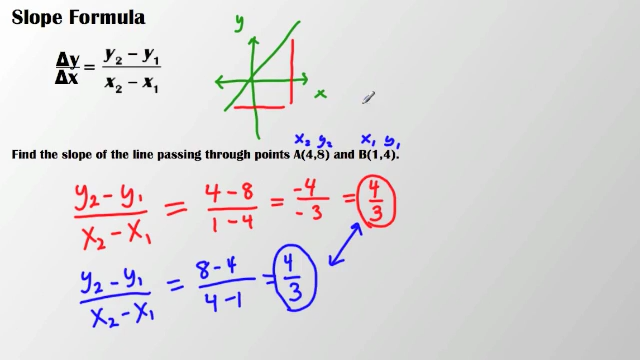 Slope Formula
Δy/Δx = (y₂ – y₁)/(x₂ – x₁)
y
x
x₂ y₂ x₁ y₁
Find the slope of the line passing through points A(4,8) and B(1,4).
(y₂ – y₁)/(x₂ – x₁) = (4 – 8)/(1 – 4) = -4/-3 = 4/3
(y₂ – y₁)/(x₂ – x₁) = (8 – 4)/(4 – 1) = 4/3